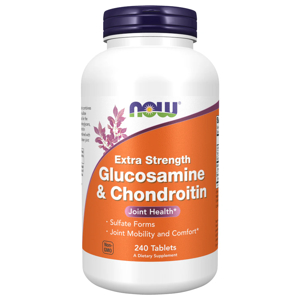 NOW
Extra Strength
Glucosamine
& Chondroitin
Joint Health*
• Sulfate Forms
• Joint Mobility and Comfort*
240 Tablets
A Dietary Supplement